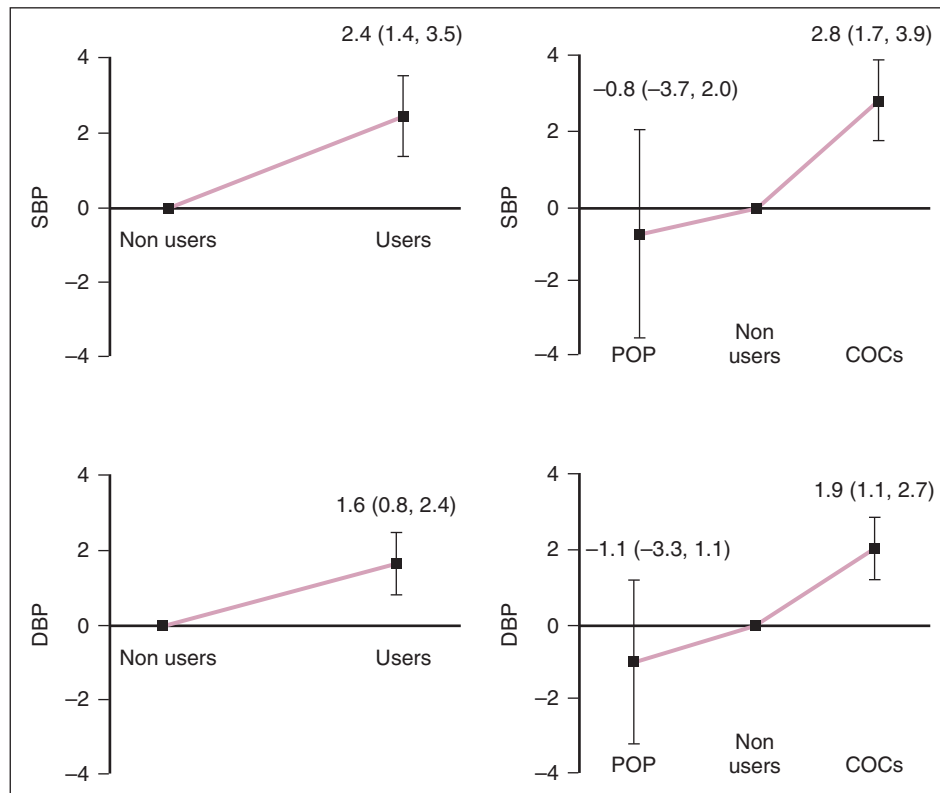 2.4 (1.4, 3.5)
4
2
0
–2
–4
SBP
Non users
Users
2.8 (1.7, 3.9)
–0.8 (–3.7, 2.0)
4
2
0
–2
–4
SBP
POP
Non
users
COCs
1.6 (0.8, 2.4)
4
2
0
–2
–4
DBP
Non users
Users
1.9 (1.1, 2.7)
–1.1 (–3.3, 1.1)
4
2
0
–2
–4
DBP
POP
Non
users
COCs